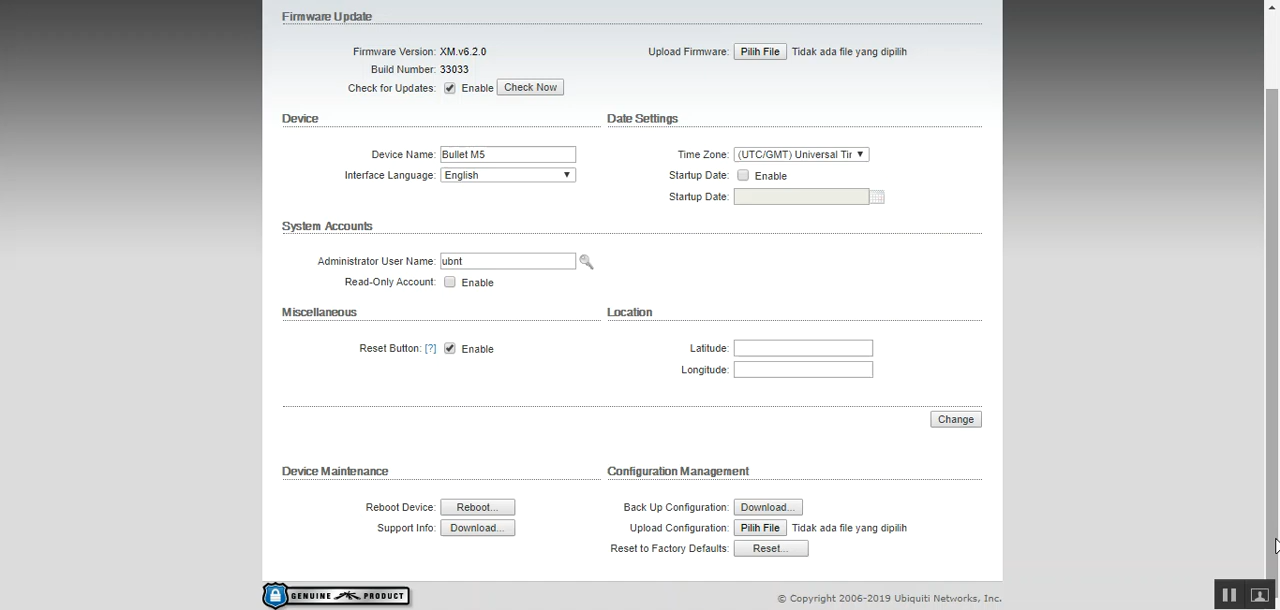 Firmware Update
Firmware Version: XM.v6.2.0
Upload Firmware: Pilih File Tidak ada file yang dipilih
Build Number: 33033
Check for Updates: Enable Check Now
Device
Date Settings
Device Name: Bullet M5
Time Zone: (UTC/GMT) Universal Tir
Interface Language: English
Startup Date: Enable
Startup Date:
System Accounts
Administrator User Name: ubnt
Read-Only Account: Enable
Miscellaneous
Location
Reset Button: [?] Enable
Latitude:
Longitude:
Change
Device Maintenance
Configuration Management
Reboot Device: Reboot...
Back Up Configuration: Download...
Support Info: Download...
Upload Configuration: Pilih File Tidak ada file yang dipilih
Reset to Factory Defaults: Reset...
GENUINE PRODUCT
© Copyright 2006-2019 Ubiquiti Networks, Inc.